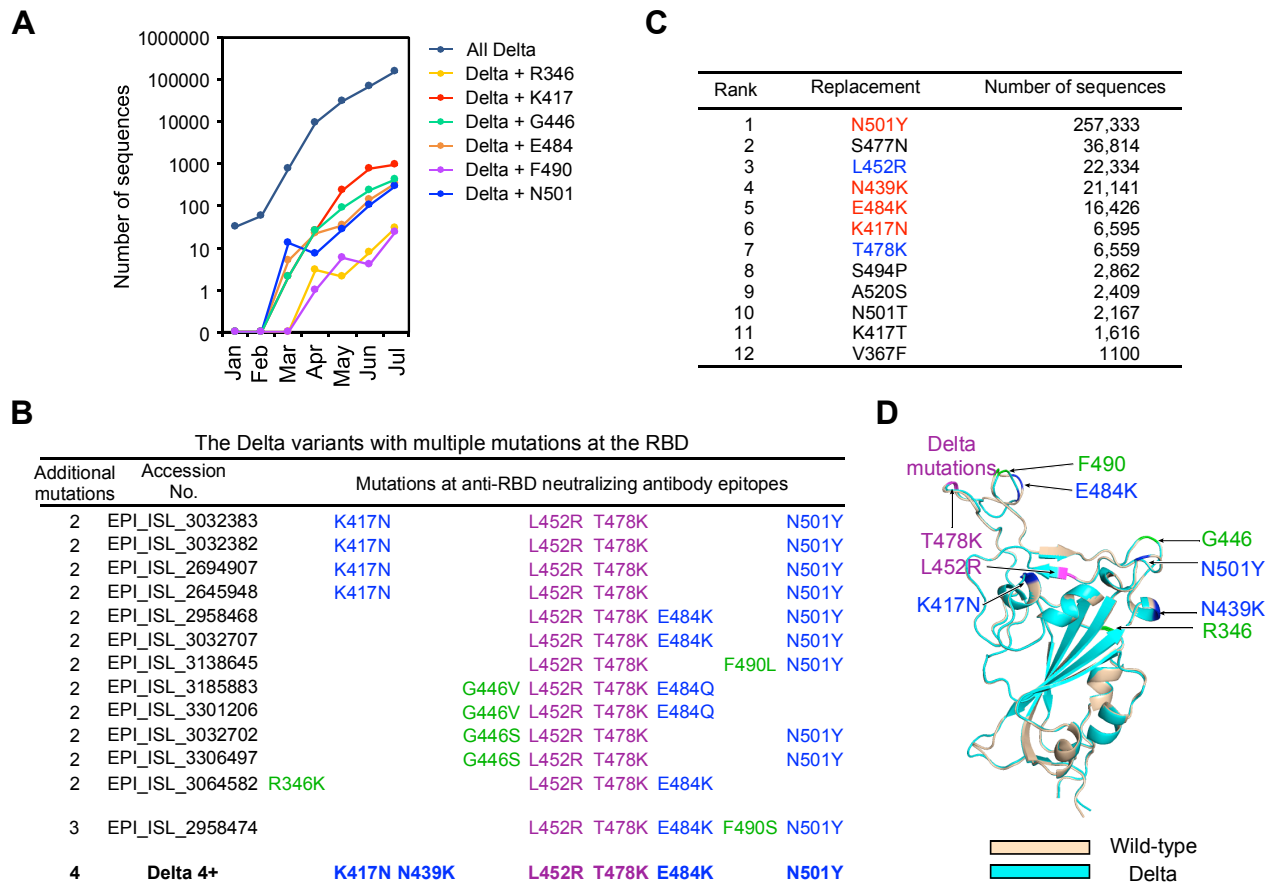 A
1000000
100000
10000
1000
100
10
1
0
Number of sequences
Jan
Feb
Mar
Apr
May
Jun
Jul
All Delta
Delta + R346
Delta + K417
Delta + G446
Delta + E484
Delta + F490
Delta + N501
C
Rank Replacement Number of sequences
1 N501Y 257,333
2 S477N 36,814
3 L452R 22,334
4 N439K 21,141
5 E484K 16,426
6 K417N 6,595
7 T478K 6,559
8 S494P 2,862
9 A520S 2,409
10 N501T 2,167
11 K417T 1,616
12 V367F 1100
B
The Delta variants with multiple mutations at the RBD
Additional mutations Accession No. Mutations at anti-RBD neutralizing antibody epitopes
2 EPI_ISL_3032383 K417N L452R T478K N501Y
2 EPI_ISL_3032382 K417N L452R T478K N501Y
2 EPI_ISL_2694907 K417N L452R T478K N501Y
2 EPI_ISL_2645948 K417N L452R T478K N501Y
2 EPI_ISL_2958468 L452R T478K E484K N501Y
2 EPI_ISL_3032707 L452R T478K E484K N501Y
2 EPI_ISL_3138645 L452R T478K F490L N501Y
2 EPI_ISL_3185883 G446V L452R T478K E484Q
2 EPI_ISL_3301206 G446V L452R T478K E484Q
2 EPI_ISL_3032702 G446S L452R T478K N501Y
2 EPI_ISL_3306497 G446S L452R T478K N501Y
2 EPI_ISL_3064582 R346K L452R T478K E484K
3 EPI_ISL_2958474 L452R T478K E484K F490S N501Y
4 Delta 4+ K417N N439K L452R T478K E484K N501Y
D
Delta
mutations
F490
E484K
T478K
L452R
K417N
G446
N501Y
N439K
R346
Wild-type
Delta